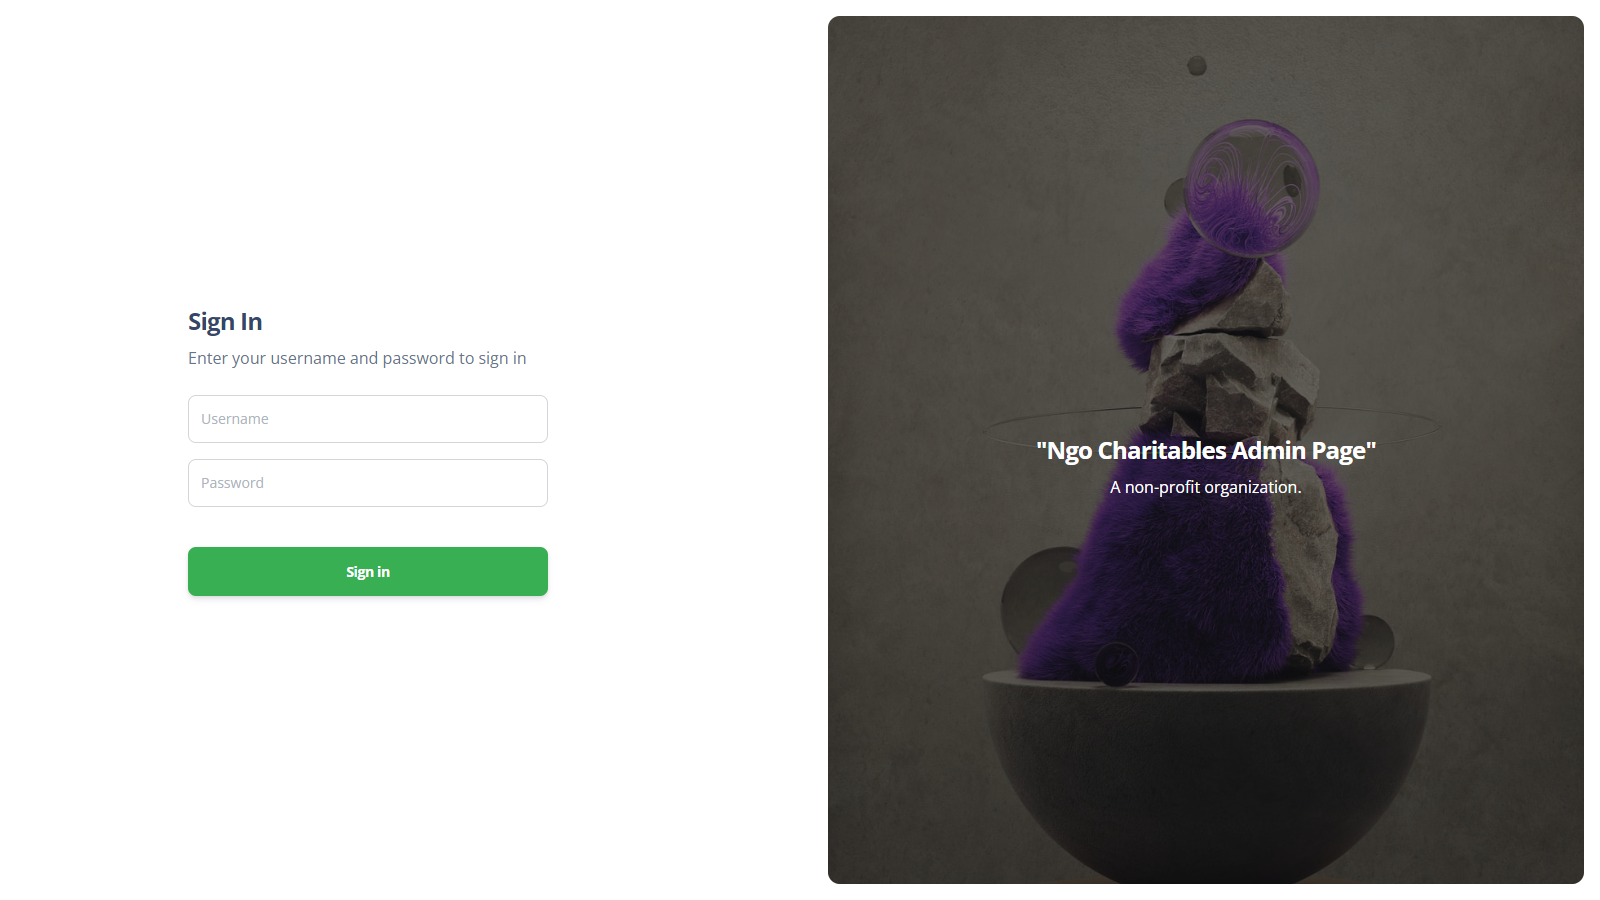 Sign In
Enter your username and password to sign in
Username
Password
Sign in
"Ngo Charitables Admin Page"
A non-profit organization.